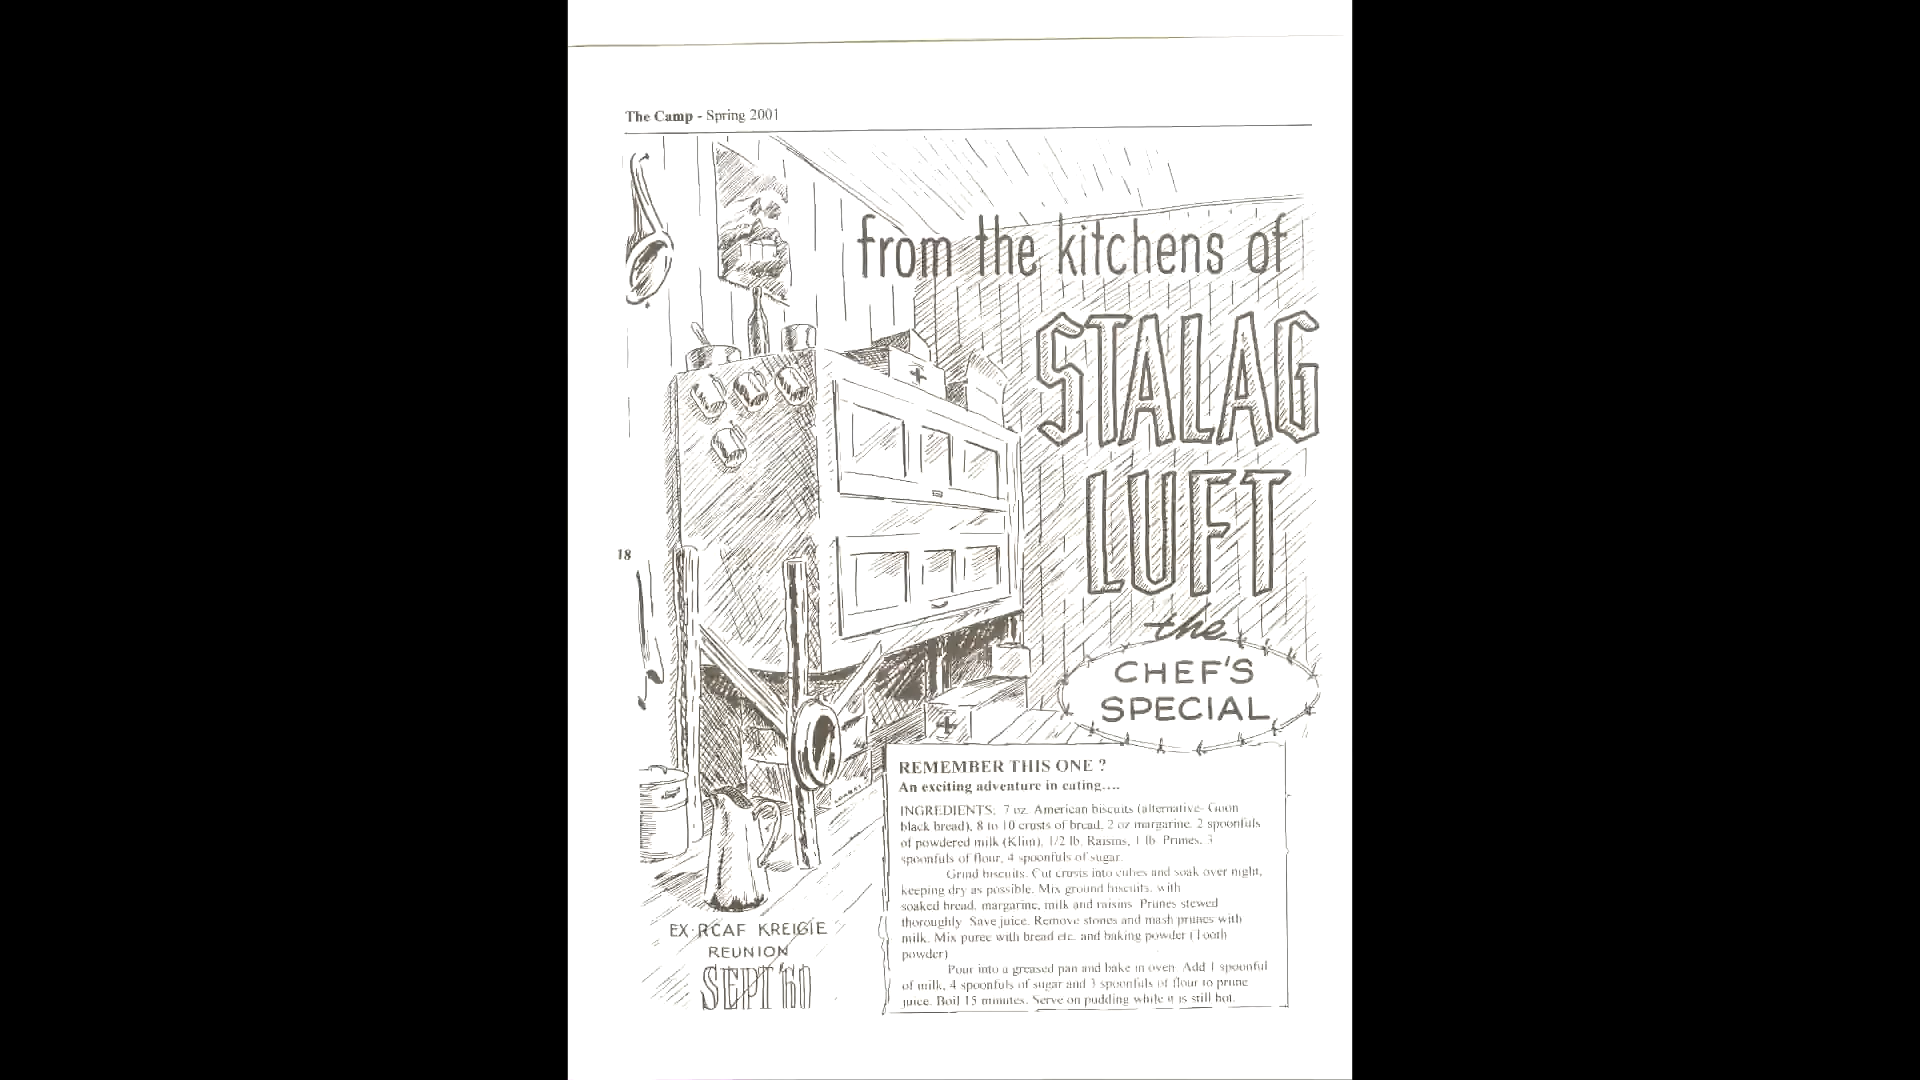 The Camp - Spring 2001
from the kitchens of
STALAG
LUFT
18
the
CHEF'S
SPECIAL
REMEMBER THIS ONE ?
An exciting adventure in eating....
INGREDIENTS: 7 oz. American biscuits (alternative- Goon
black bread), 8 to 10 crusts of bread, 2 oz margarine, 2 spoonfuls
of powdered milk (Klim), 1/2 lb. Raisins, 1 lb. Prunes, 3
spoonfuls of flour, 4 spoonfuls of sugar.
Grind biscuits. Cut crusts into cubes and soak over night,
keeping dry as possible. Mix ground biscuits, with
soaked bread, margarine, milk and raisins. Prunes stewed
thoroughly. Save juice. Remove stones and mash prunes with
milk. Mix puree with bread etc. and baking powder (Tooth
powder)
Pour into a greased pan and bake in oven. Add 1 spoonful
of milk, 4 spoonfuls of sugar and 3 spoonfuls of flour to prune
juice. Boil 15 minutes. Serve on pudding while it is still hot.
EX-RCAF KREIGIE
REUNION
SEPT '60